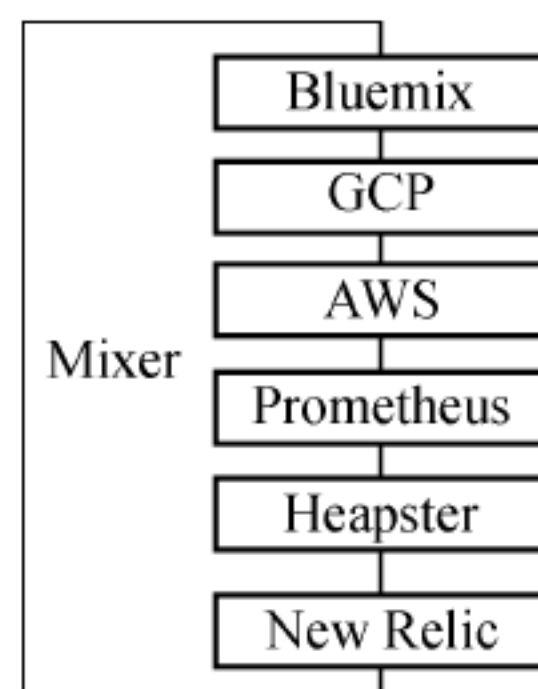 Bluemix
GCP
AWS
Mixer
Prometheus
Heapster
New Relic